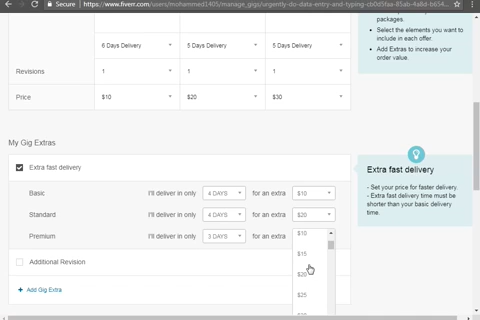 Secure
https://www.fiverr.com/users/mohammed1405/manage_gigs/urgently-do-data-entry-and-typing-cb0d5faa-85ab-4a8d-b654...
packages.
• Select the elements you want
to include in each offer.
• Add Extras to increase your
order value.
6 Days Delivery 5 Days Delivery 5 Days Delivery
Revisions 1 1 1
Price $10 $20 $30
My Gig Extras
Extra fast delivery
Basic I'll deliver in only 4 DAYS for an extra $10
Standard I'll deliver in only 4 DAYS for an extra $20
Premium I'll deliver in only 3 DAYS for an extra
$10
$15
$20
$25
Additional Revision
+ Add Gig Extra
Extra fast delivery
- Set your price for faster delivery.
- Extra fast delivery time must be
shorter than your basic delivery
time.